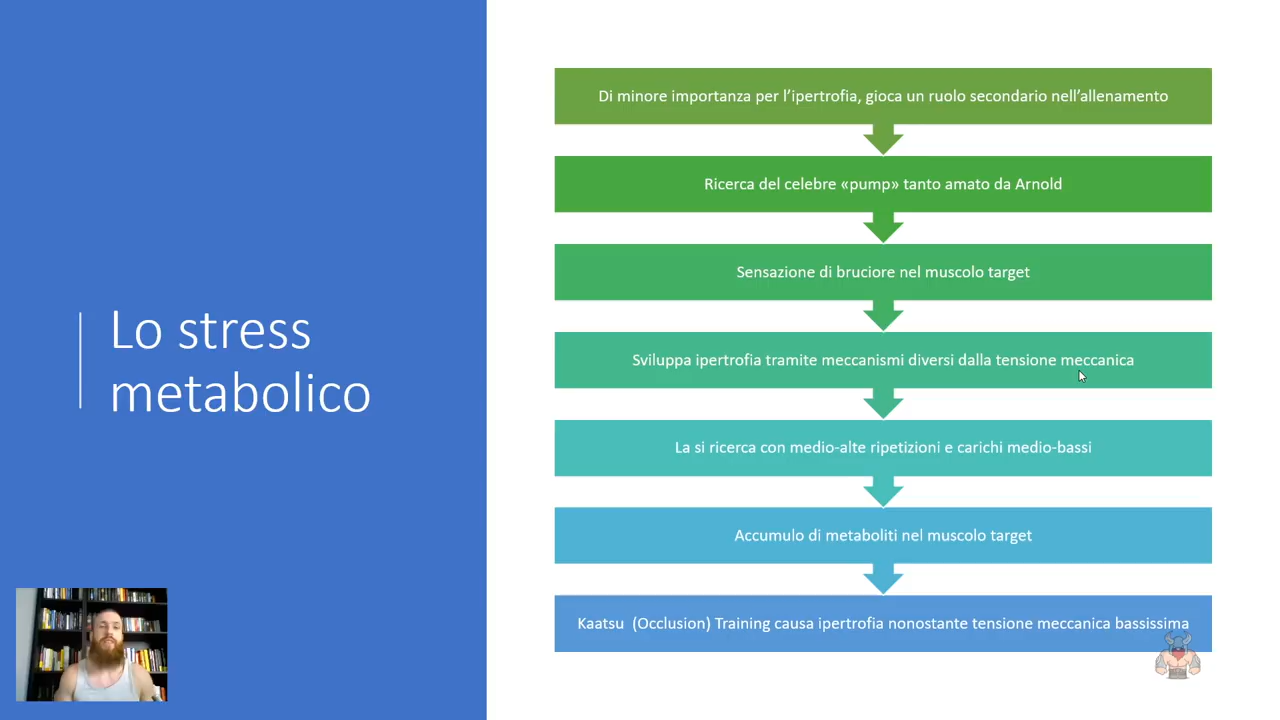 Lo stress
metabolico
Di minore importanza per l'ipertrofia, gioca un ruolo secondario nell'allenamento
Ricerca del celebre «pump» tanto amato da Arnold
Sensazione di bruciore nel muscolo target
Sviluppa ipertrofia tramite meccanismi diversi dalla tensione meccanica
La si ricerca con medio-alte ripetizioni e carichi medio-bassi
Accumulo di metaboliti nel muscolo target
Kaatsu (Occlusion) Training causa ipertrofia nonostante tensione meccanica bassissima